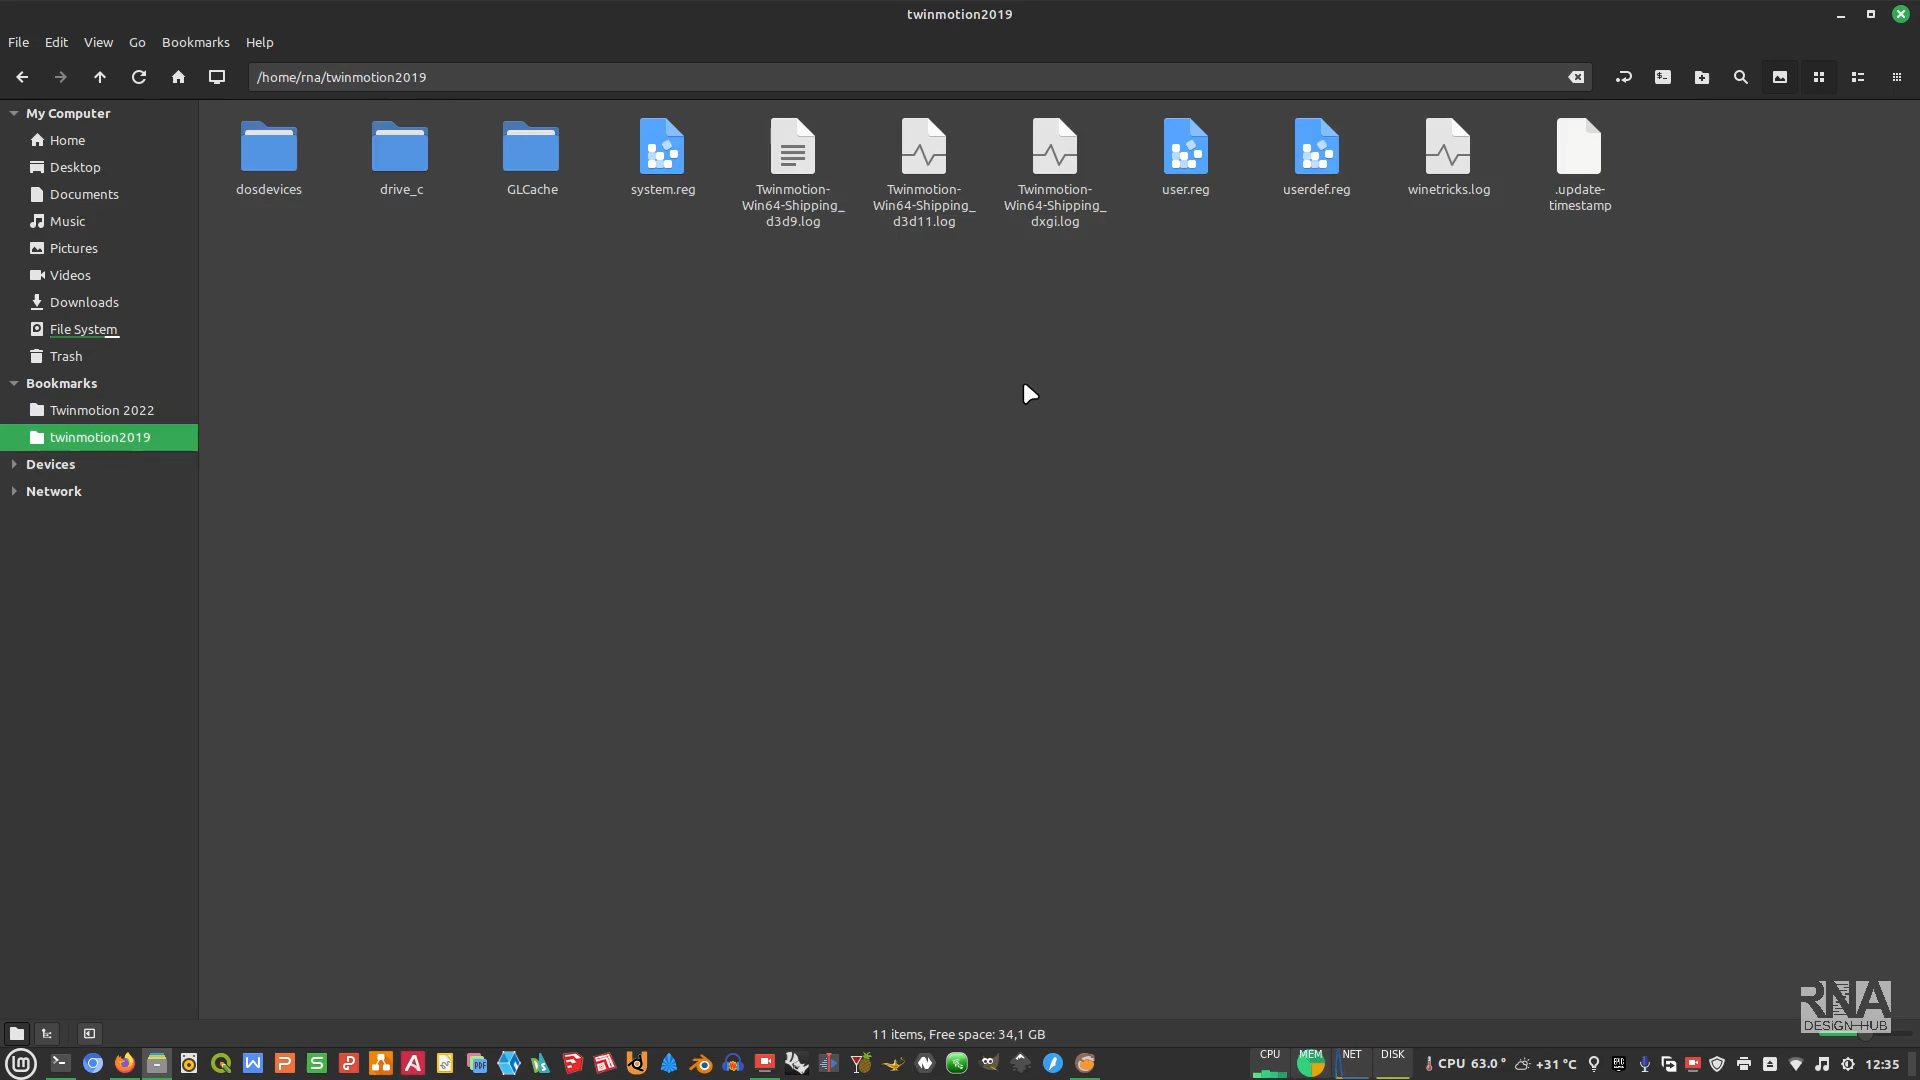 twinmotion2019
File Edit View Go Bookmarks Help
/home/rna/twinmotion2019
My Computer
Home
Desktop
Documents
Music
Pictures
Videos
Downloads
File System
Trash
Bookmarks
Twinmotion 2022
twinmotion2019
Devices
Network
dosdevices
drive_c
GLCache
system.reg
Twinmotion-
Win64-Shipping_
d3d9.log
Twinmotion-
Win64-Shipping_
d3d11.log
Twinmotion-
Win64-Shipping_
dxgi.log
user.reg
userdef.reg
winetricks.log
.update-
timestamp
RNA
DESIGN-HUB
11 items, Free space: 34,1 GB
CPU MEM NET DISK
CPU 63.0° +31°C 12:35